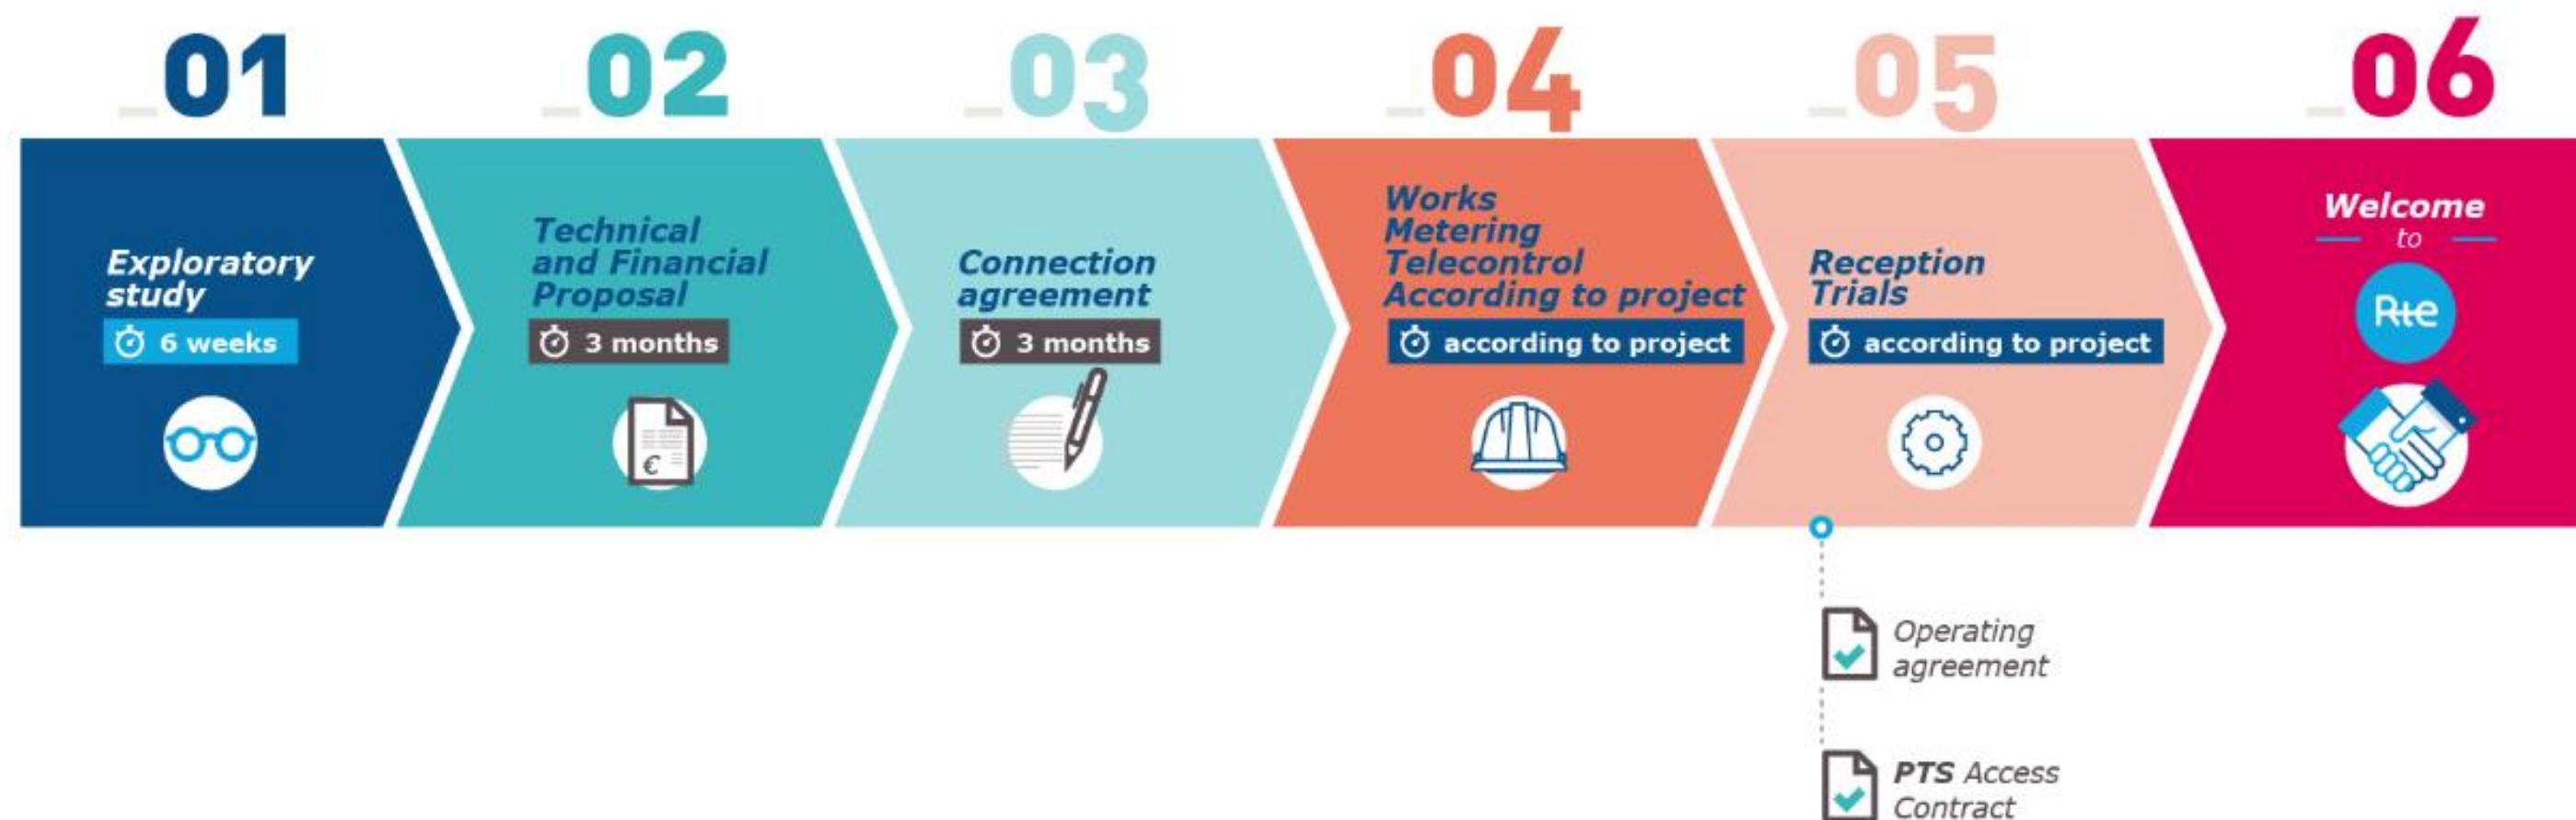 _01
_02
_03
_04
_05
_06
Exploratory
study
6 weeks
Technical
and Financial
Proposal
3 months
€
Connection
agreement
3 months
Works
Metering
Telecontrol
According to project
according to project
Reception
Trials
according to project
Welcome
to
Rte
Operating
agreement
PTS Access
Contract